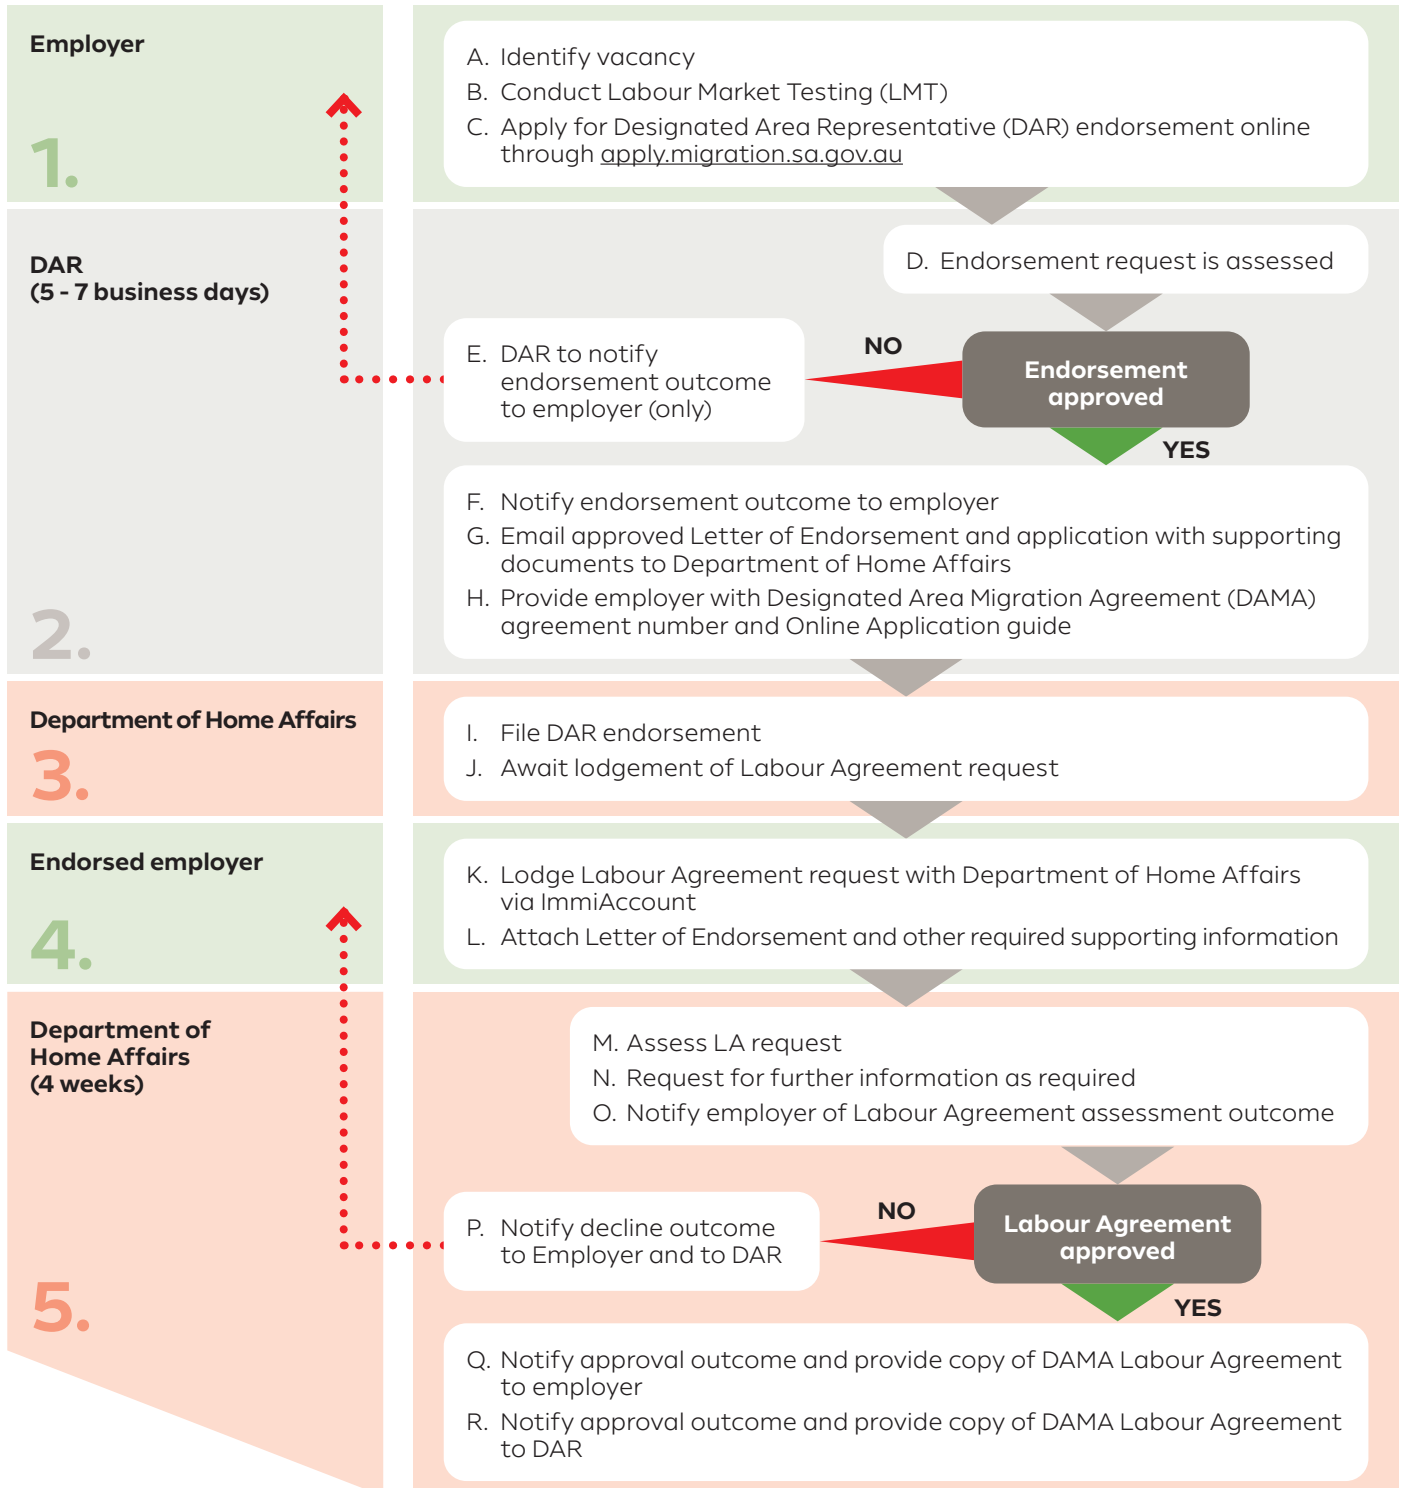 Employer
1.
A. Identify vacancy
B. Conduct Labour Market Testing (LMT)
C. Apply for Designated Area Representative (DAR) endorsement online
through apply.migration.sa.gov.au
DAR
(5 - 7 business days)
2.
D. Endorsement request is assessed
Endorsement
approved
NO
E. DAR to notify
endorsement outcome
to employer (only)
YES
F. Notify endorsement outcome to employer
G. Email approved Letter of Endorsement and application with supporting
documents to Department of Home Affairs
H. Provide employer with Designated Area Migration Agreement (DAMA)
agreement number and Online Application guide
Department of Home Affairs
3.
I. File DAR endorsement
J. Await lodgement of Labour Agreement request
Endorsed employer
4.
K. Lodge Labour Agreement request with Department of Home Affairs
via ImmiAccount
L. Attach Letter of Endorsement and other required supporting information
Department of
Home Affairs
(4 weeks)
5.
M. Assess LA request
N. Request for further information as required
O. Notify employer of Labour Agreement assessment outcome
Labour Agreement
approved
NO
P. Notify decline outcome
to Employer and to DAR
YES
Q. Notify approval outcome and provide copy of DAMA Labour Agreement
to employer
R. Notify approval outcome and provide copy of DAMA Labour Agreement
to DAR